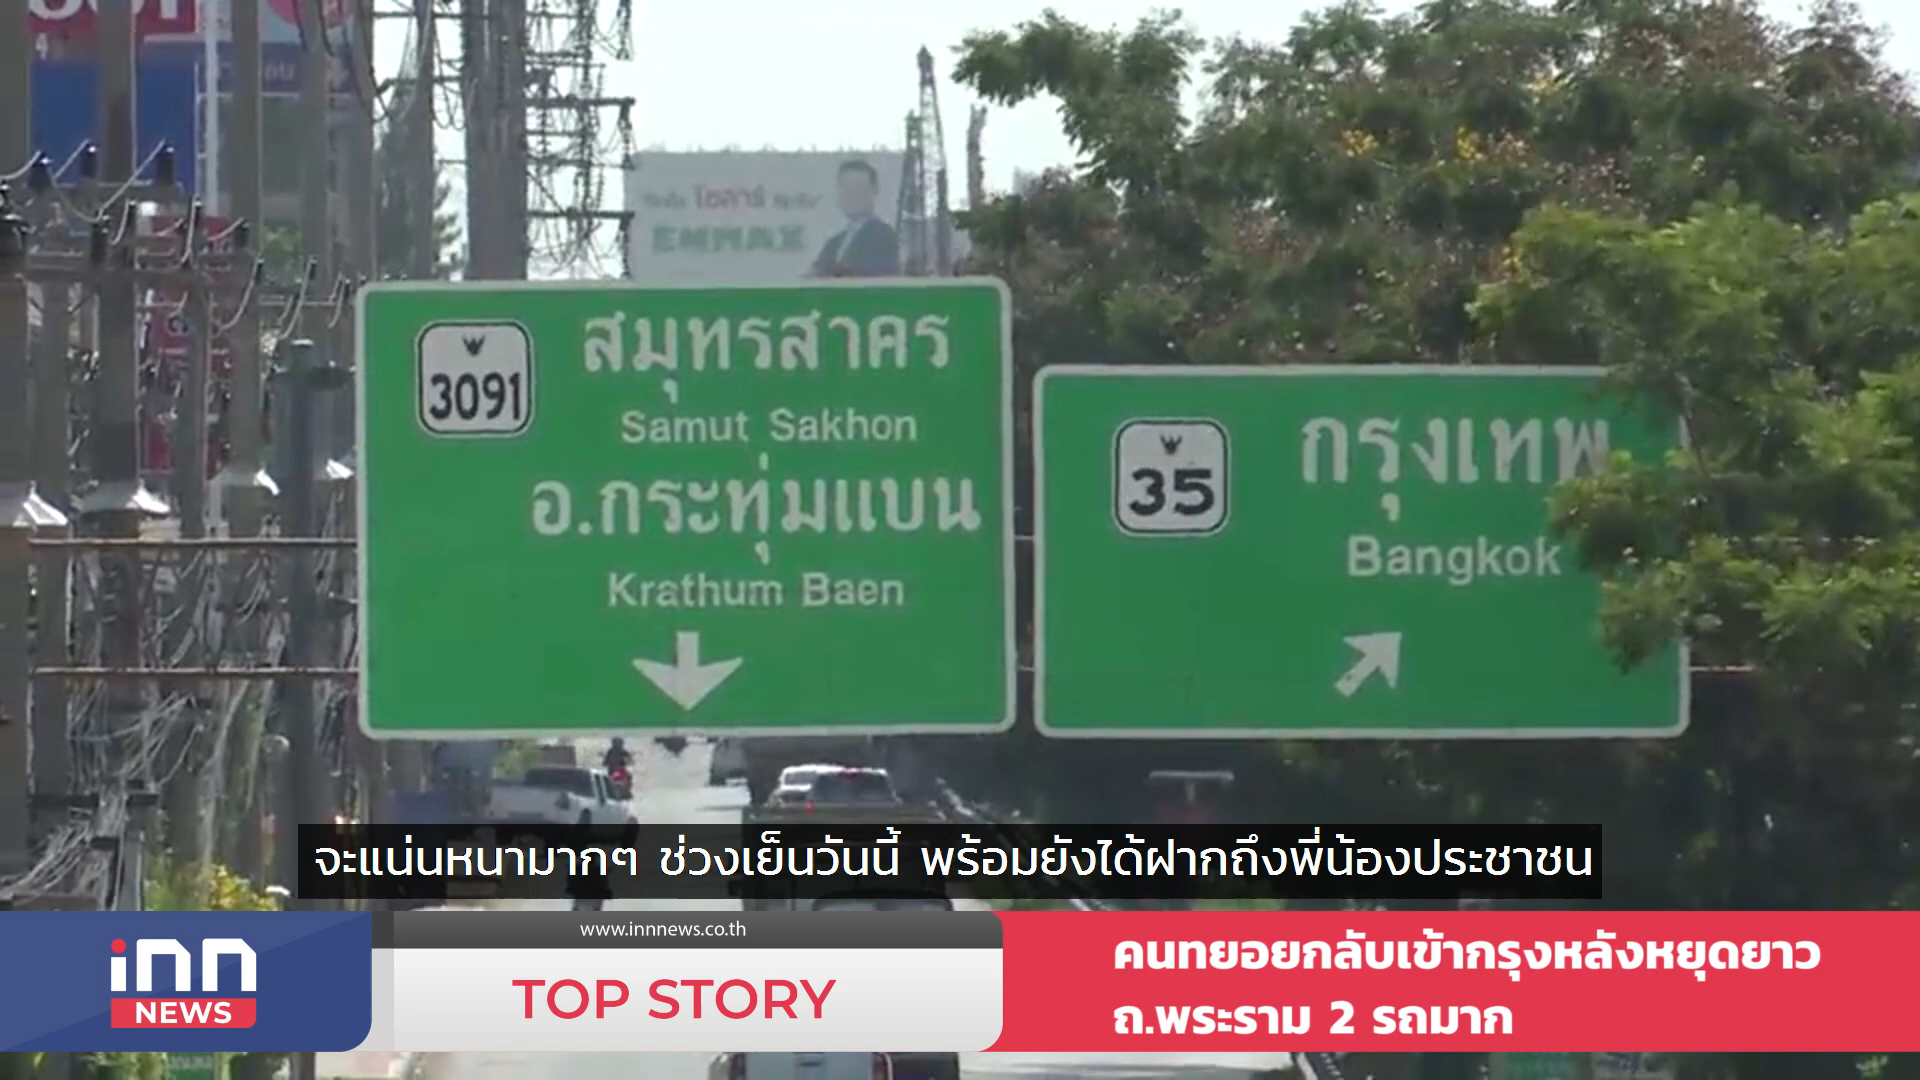 โซลาร์
ENMAX
3091
สมุทรสาคร
Samut Sakhon
อ.กระทุ่มแบน
Krathum Baen
35
กรุงเทพ
Bangkok
จะแน่นหนามากๆ ช่วงเย็นวันนี้ พร้อมยังได้ฝากถึงพี่น้องประชาชน
inn
NEWS
www.innnews.co.th
TOP STORY
คนทยอยกลับเข้ากรุงหลังหยุดยาว
ถ.พระราม 2 รถมาก